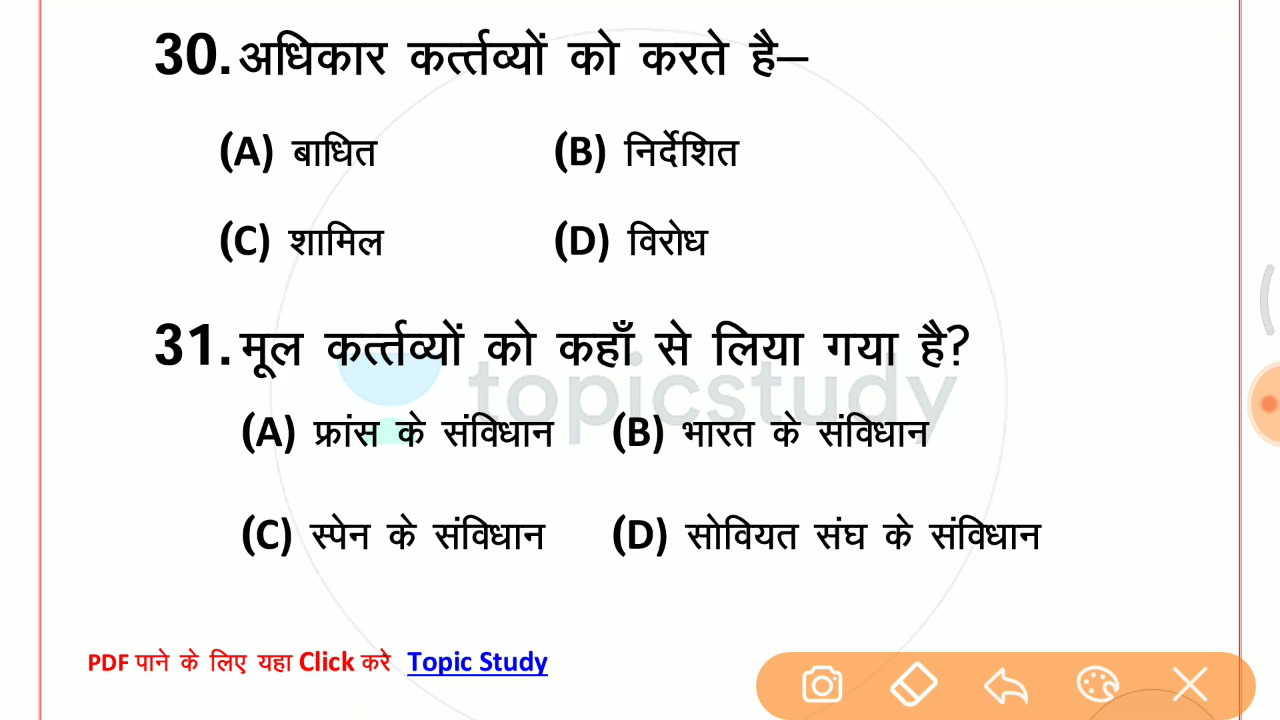 30. अधिकार कर्त्तव्यों को करते है–
(A) बाधित (B) निर्देशित
(C) शामिल (D) विरोध
31. मूल कर्त्तव्यों को कहाँ से लिया गया है?
topicstudy
(A) फ्रांस के संविधान (B) भारत के संविधान
(C) स्पेन के संविधान (D) सोवियत संघ के संविधान
PDF पाने के लिए यहा Click करे Topic Study